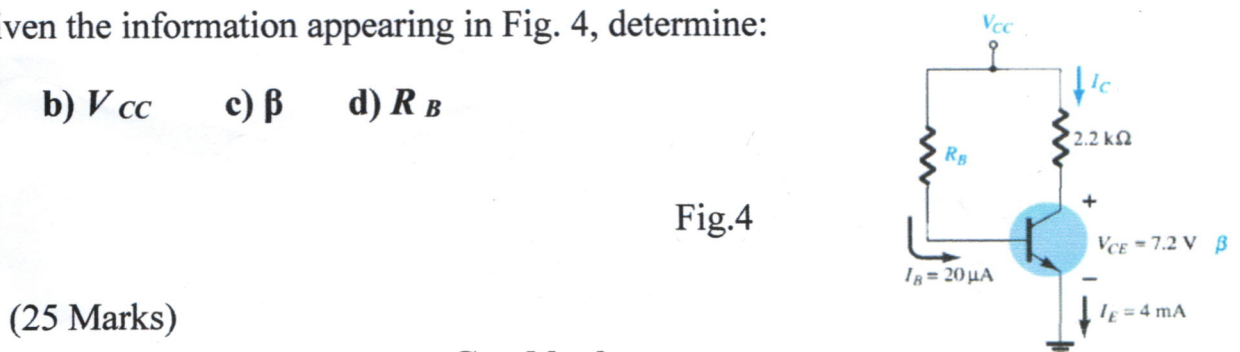 iven the information appearing in Fig. 4, determine:
b) V CC c) β d) R B
Fig.4
(25 Marks)
VCC
IC
2.2 kΩ
RB
+
VCE = 7.2 V β
IB = 20 μA
−
IE = 4 mA